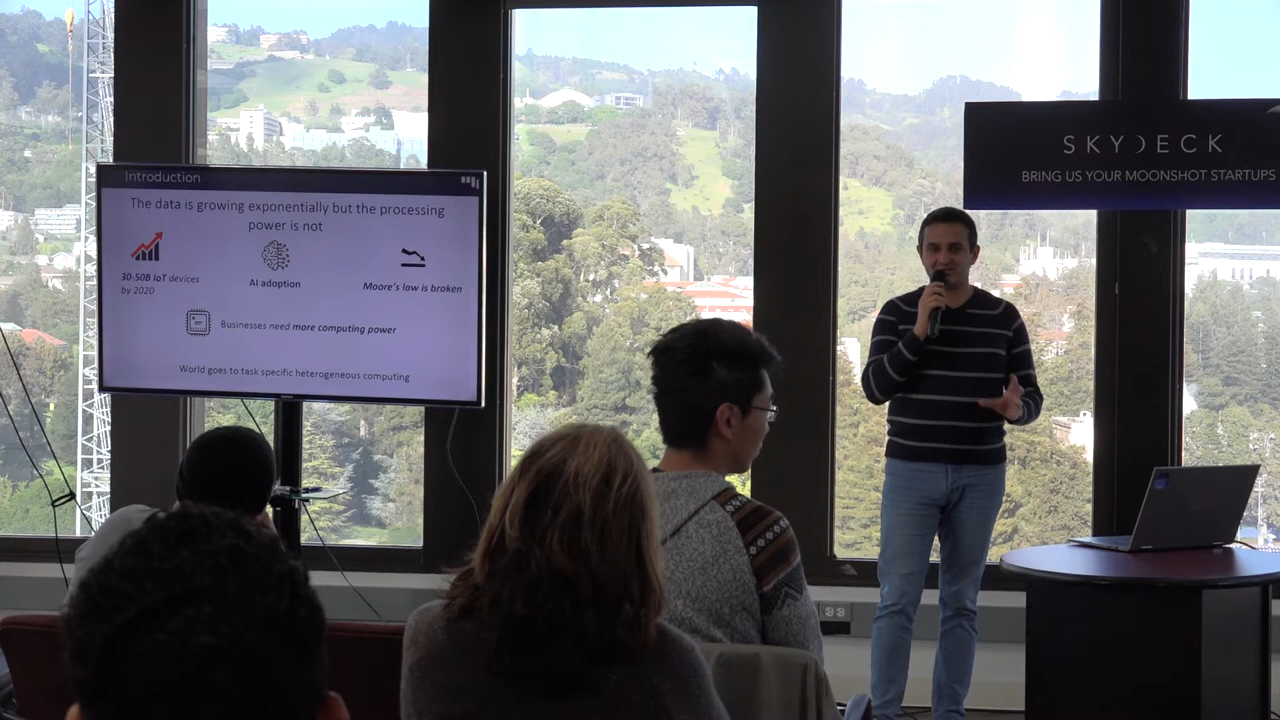 Introduction
The data is growing exponentially but the processing
power is not
30-50B IoT devices
by 2020
AI adoption
Moore's law is broken
Businesses need more computing power
World goes to task specific heterogeneous computing
SKYDECK
BRING US YOUR MOONSHOT STARTUPS